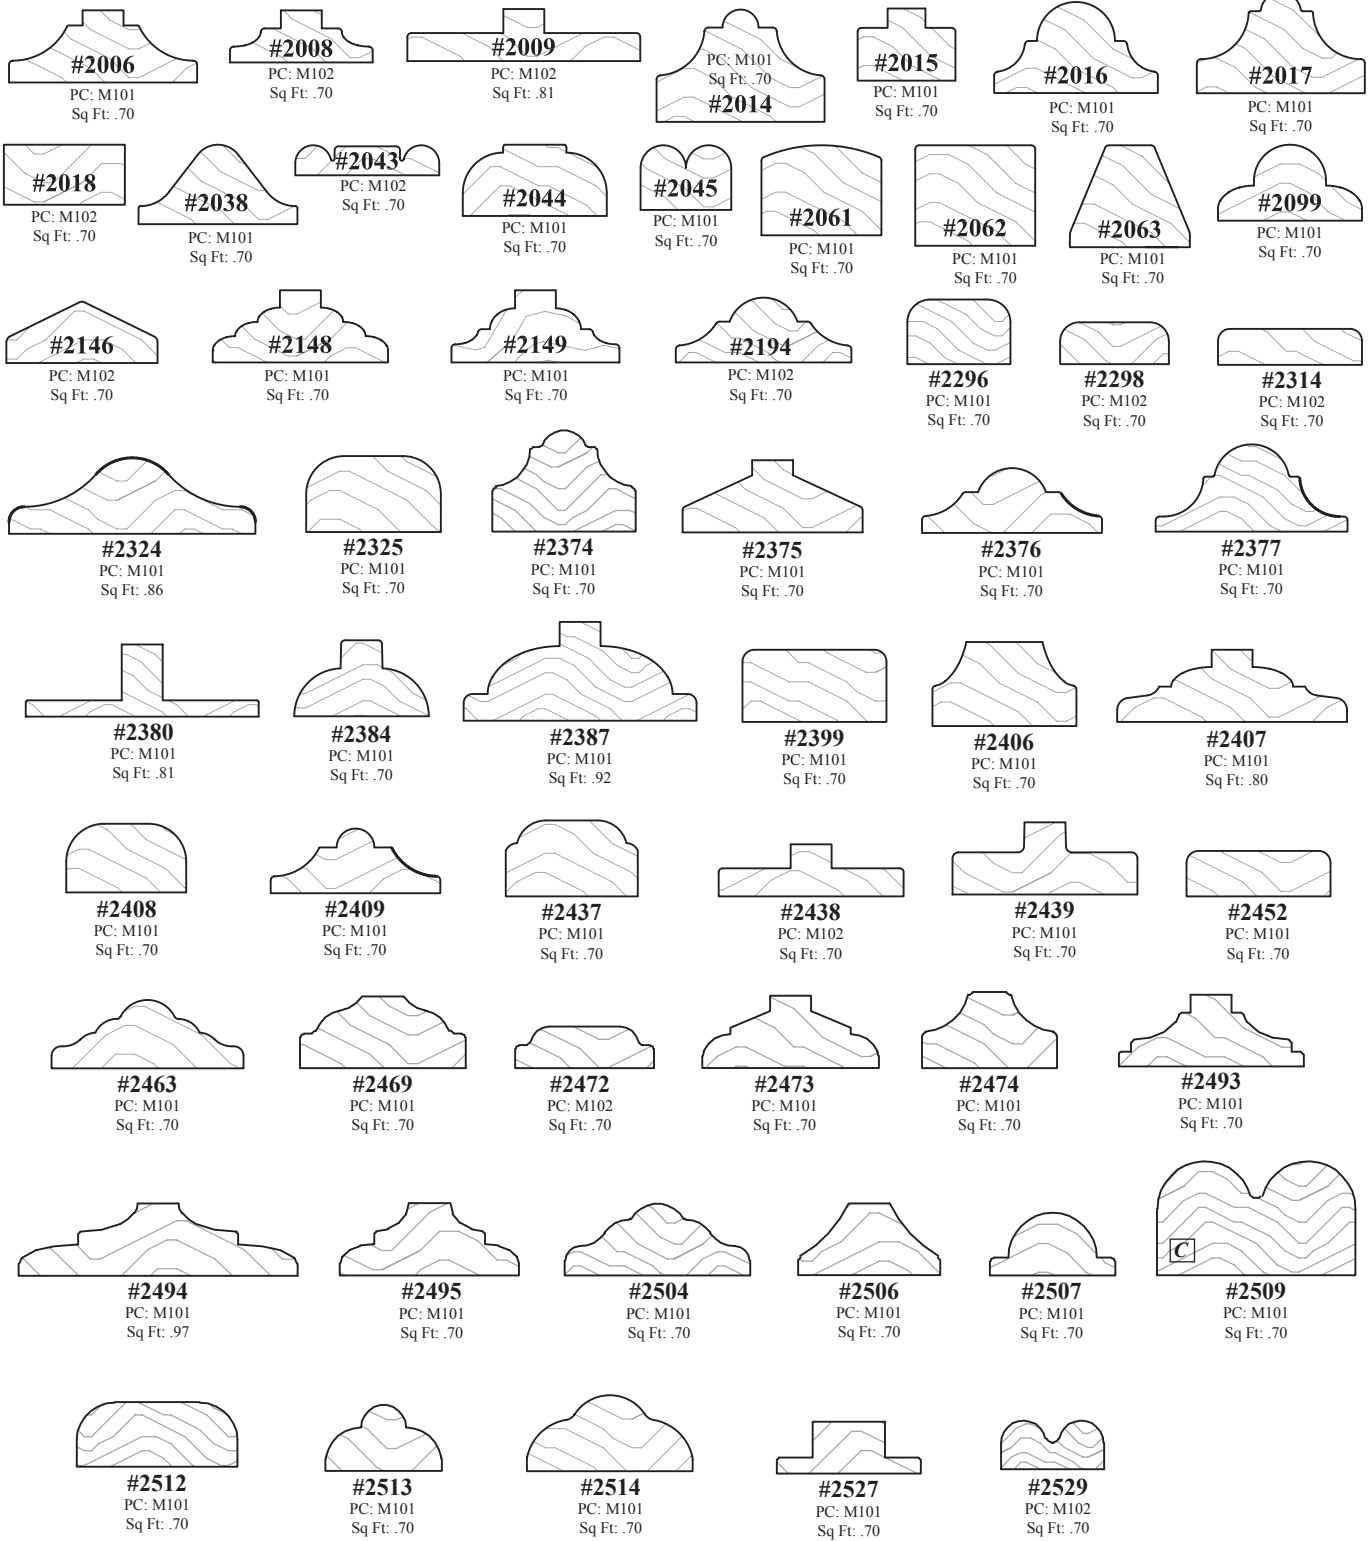 #2006
PC: M101
Sq Ft: .70
#2008
PC: M102
Sq Ft: .70
#2009
PC: M102
Sq Ft: .81
PC: M101
Sq Ft: .70
#2014
#2015
PC: M101
Sq Ft: .70
#2016
PC: M101
Sq Ft: .70
#2017
PC: M101
Sq Ft: .70
#2018
PC: M102
Sq Ft: .70
#2038
PC: M101
Sq Ft: .70
#2043
PC: M102
Sq Ft: .70
#2044
PC: M101
Sq Ft: .70
#2045
PC: M101
Sq Ft: .70
#2061
PC: M101
Sq Ft: .70
#2062
PC: M101
Sq Ft: .70
#2063
PC: M101
Sq Ft: .70
#2099
PC: M101
Sq Ft: .70
#2146
PC: M102
Sq Ft: .70
#2148
PC: M101
Sq Ft: .70
#2149
PC: M101
Sq Ft: .70
#2194
PC: M102
Sq Ft: .70
#2296
PC: M101
Sq Ft: .70
#2298
PC: M102
Sq Ft: .70
#2314
PC: M102
Sq Ft: .70
#2324
PC: M101
Sq Ft: .86
#2325
PC: M101
Sq Ft: .70
#2374
PC: M101
Sq Ft: .70
#2375
PC: M101
Sq Ft: .70
#2376
PC: M101
Sq Ft: .70
#2377
PC: M101
Sq Ft: .70
#2380
PC: M101
Sq Ft: .81
#2384
PC: M101
Sq Ft: .70
#2387
PC: M101
Sq Ft: .92
#2399
PC: M101
Sq Ft: .70
#2406
PC: M101
Sq Ft: .70
#2407
PC: M101
Sq Ft: .80
#2408
PC: M101
Sq Ft: .70
#2409
PC: M101
Sq Ft: .70
#2437
PC: M101
Sq Ft: .70
#2438
PC: M102
Sq Ft: .70
#2439
PC: M101
Sq Ft: .70
#2452
PC: M101
Sq Ft: .70
#2463
PC: M101
Sq Ft: .70
#2469
PC: M101
Sq Ft: .70
#2472
PC: M102
Sq Ft: .70
#2473
PC: M101
Sq Ft: .70
#2474
PC: M101
Sq Ft: .70
#2493
PC: M101
Sq Ft: .70
#2494
PC: M101
Sq Ft: .97
#2495
PC: M101
Sq Ft: .70
#2504
PC: M101
Sq Ft: .70
#2506
PC: M101
Sq Ft: .70
#2507
PC: M101
Sq Ft: .70
C
#2509
PC: M101
Sq Ft: .70
#2512
PC: M101
Sq Ft: .70
#2513
PC: M101
Sq Ft: .70
#2514
PC: M101
Sq Ft: .70
#2527
PC: M101
Sq Ft: .70
#2529
PC: M102
Sq Ft: .70